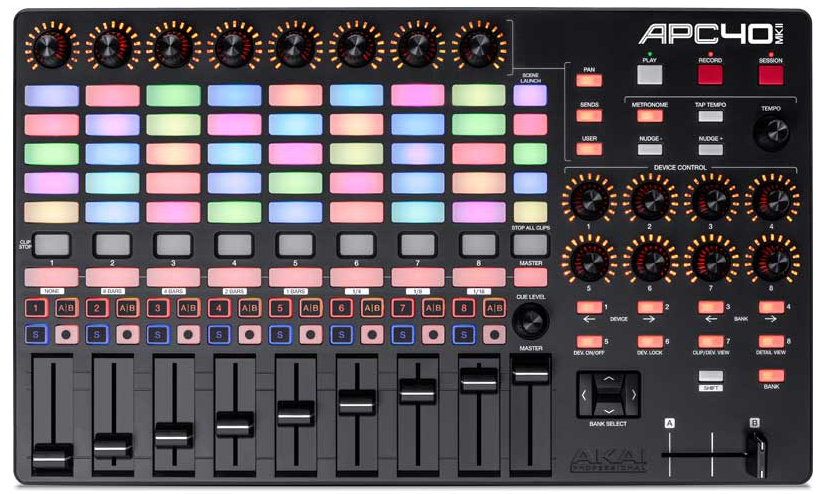 APC40 MKII
PLAY RECORD SESSION
SCENE LAUNCH
PAN
SENDS METRONOME TAP TEMPO TEMPO
USER NUDGE - NUDGE +
DEVICE CONTROL
1 2 3 4
5 6 7 8
STOP ALL CLIPS
CLIP STOP
1 2 3 4 5 6 7 8 MASTER
NONE 8 BARS 4 BARS 2 BARS 1 BARS 1/4 1/8 1/16
CUE LEVEL
1 A|B 2 A|B 3 A|B 4 A|B 5 A|B 6 A|B 7 A|B 8 A|B
S S S S S S S S
MASTER
1 2 3 4
← DEVICE → ← BANK →
5 6 7 8
DEV. ON/OFF DEV. LOCK CLIP/DEV. VIEW DETAIL VIEW
SHIFT BANK
BANK SELECT
A B
AKAI
PROFESSIONAL